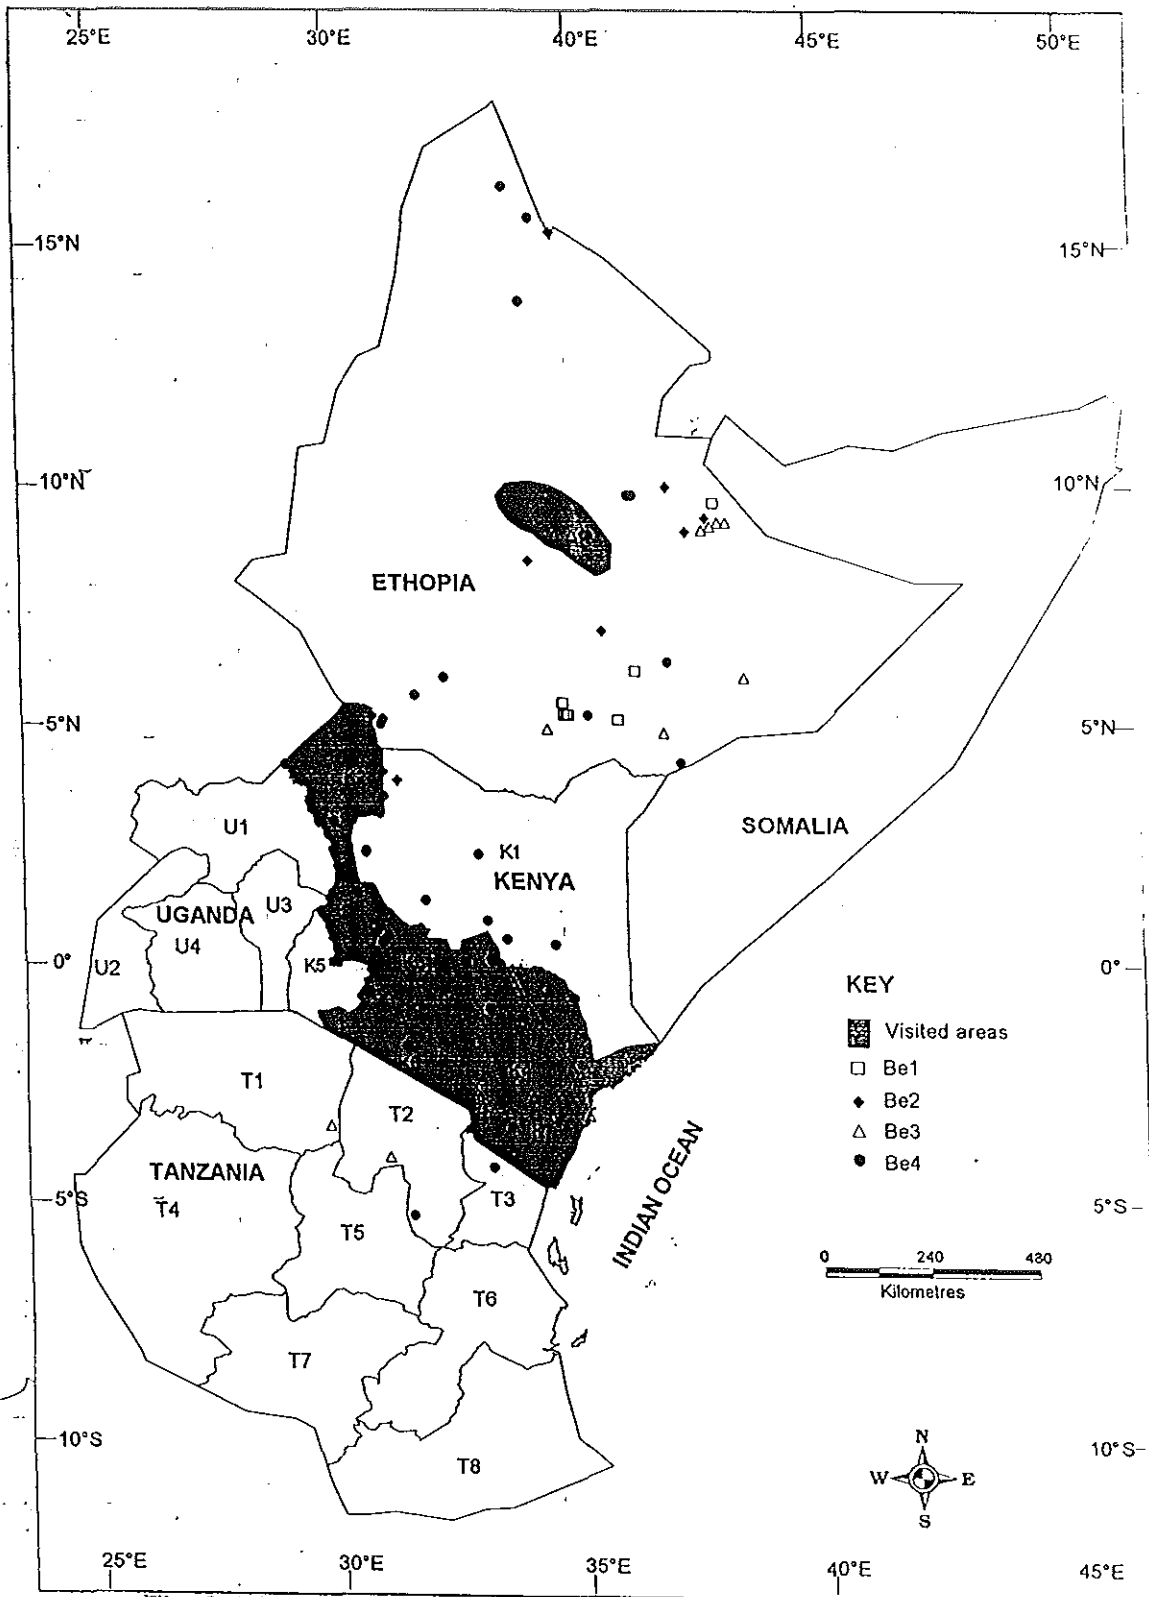 25°E 30°E 40°E 45°E 50°E
15°N 15°N
10°N 10°N
ETHOPIA
5°N 5°N
U1 SOMALIA
K1
KENYA
U3
UGANDA
U4
U2 0° K5 0°
KEY
Visited areas
Be1
T1
Be2
T2
Be3
TANZANIA Be4
T4 T3
5°S 5°S
T5
INDIAN OCEAN
0 240 480
Kilometres
T6
T7
10°S 10°S
N
T8
W E
S
25°E 30°E 35°E 40°E 45°E